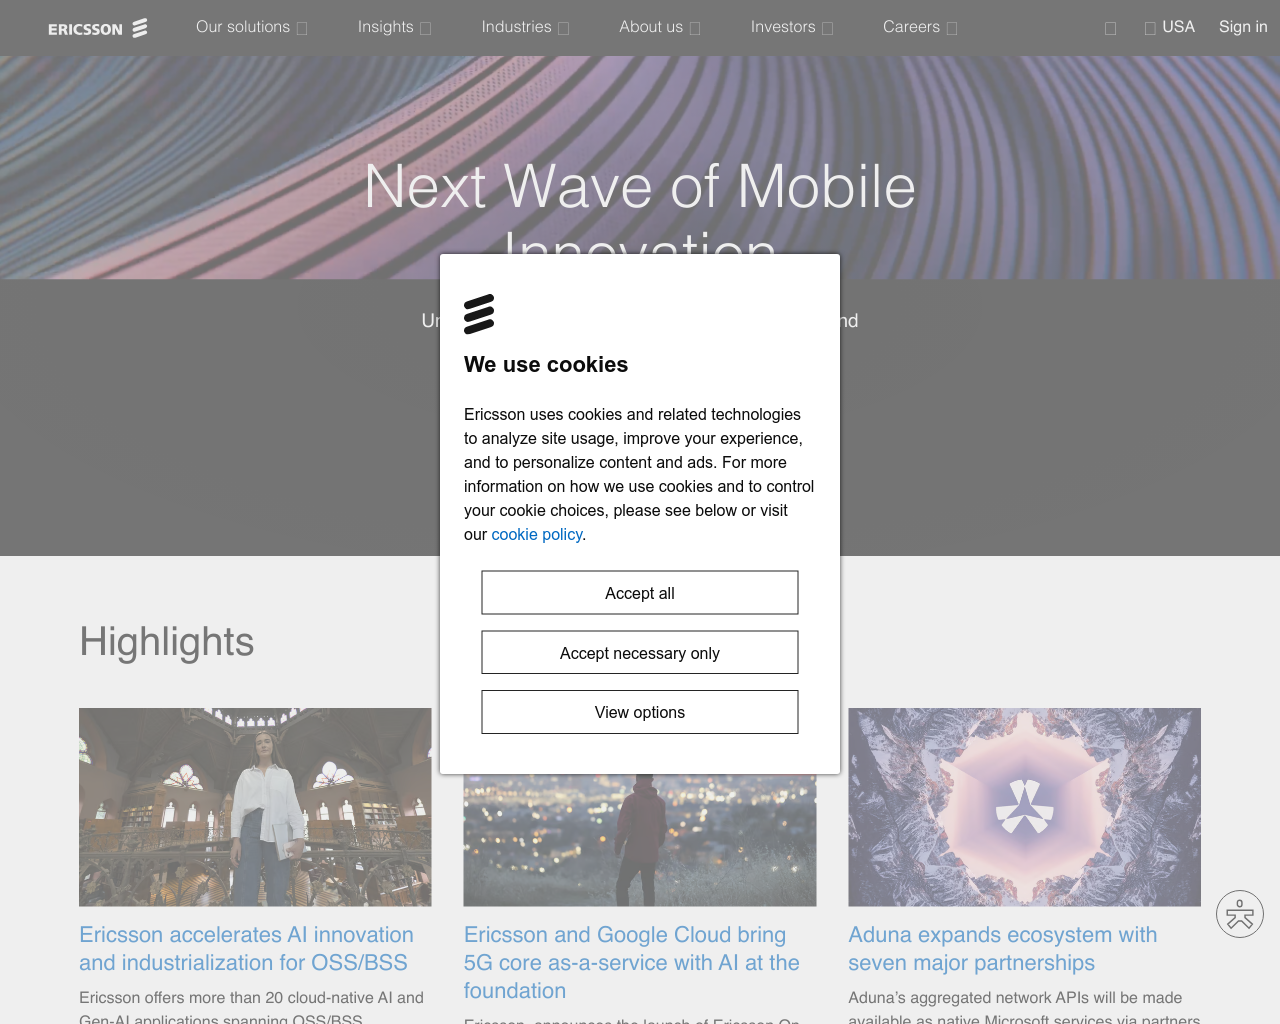 ERICSSON
Our solutions
Insights
Industries
About us
Investors
Careers
USA
Sign in
Next Wave of Mobile
Innovation
We use cookies
Ericsson uses cookies and related technologies
to analyze site usage, improve your experience,
and to personalize content and ads. For more
information on how we use cookies and to control
your cookie choices, please see below or visit
our cookie policy.
Accept all
Accept necessary only
View options
Highlights
Ericsson accelerates AI innovation
and industrialization for OSS/BSS
Ericsson offers more than 20 cloud-native AI and
Gen-AI applications spanning OSS/BSS
Ericsson and Google Cloud bring
5G core as-a-service with AI at the
foundation
Ericsson announces the launch of Ericsson On-
Aduna expands ecosystem with
seven major partnerships
Aduna’s aggregated network APIs will be made
available as native Microsoft services via partners